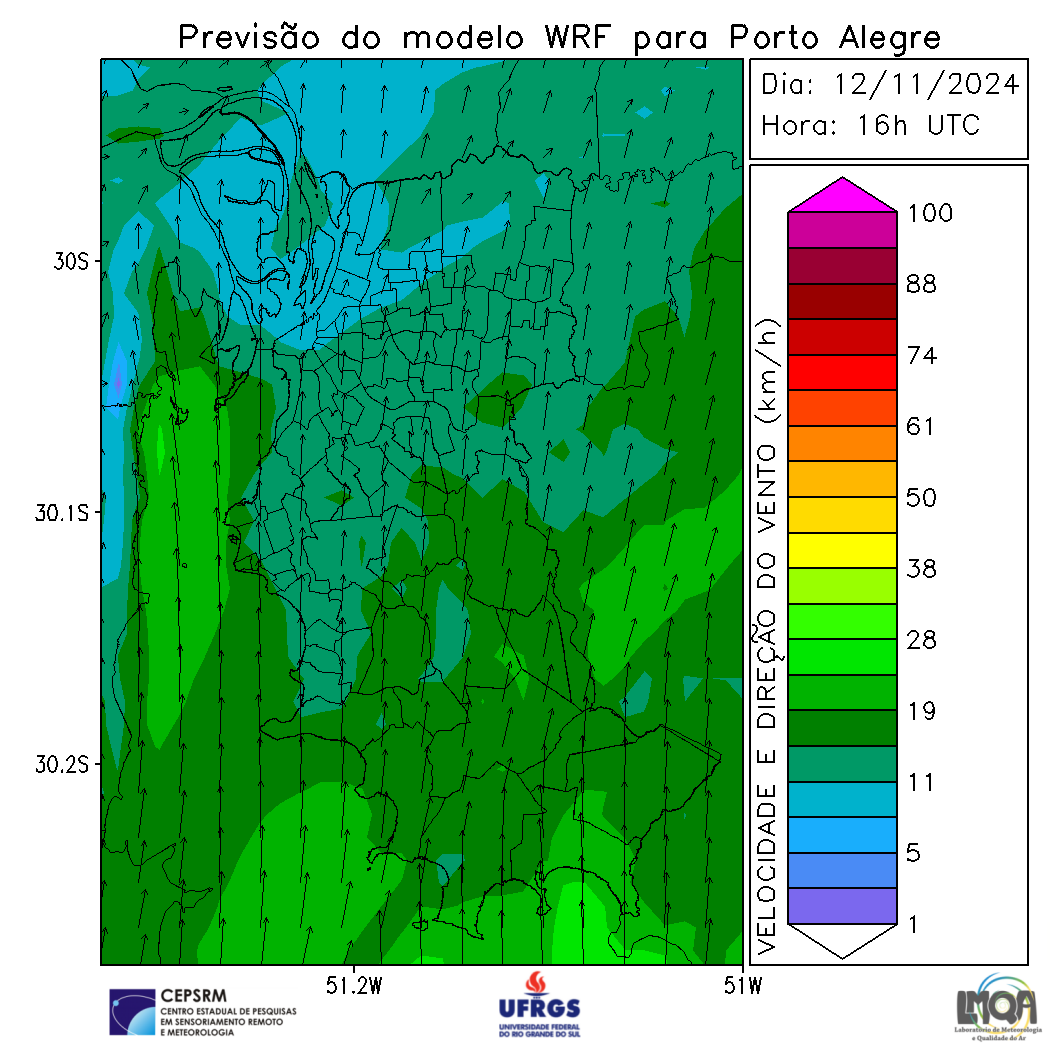 Previsão do modelo WRF para Porto Alegre
Dia: 12/11/2024
Hora: 16h UTC
VELOCIDADE E DIREÇÃO DO VENTO (km/h)
100
88
74
61
50
38
28
19
11
5
1
30S
30.1S
30.2S
51.2W
51W
CEPSRM
CENTRO ESTADUAL DE PESQUISAS
EM SENSORIAMENTO REMOTO
E METEOROLOGIA
UFRGS
UNIVERSIDADE FEDERAL
DO RIO GRANDE DO SUL
LMQA
Laboratório de Meteorologia
e Qualidade do Ar